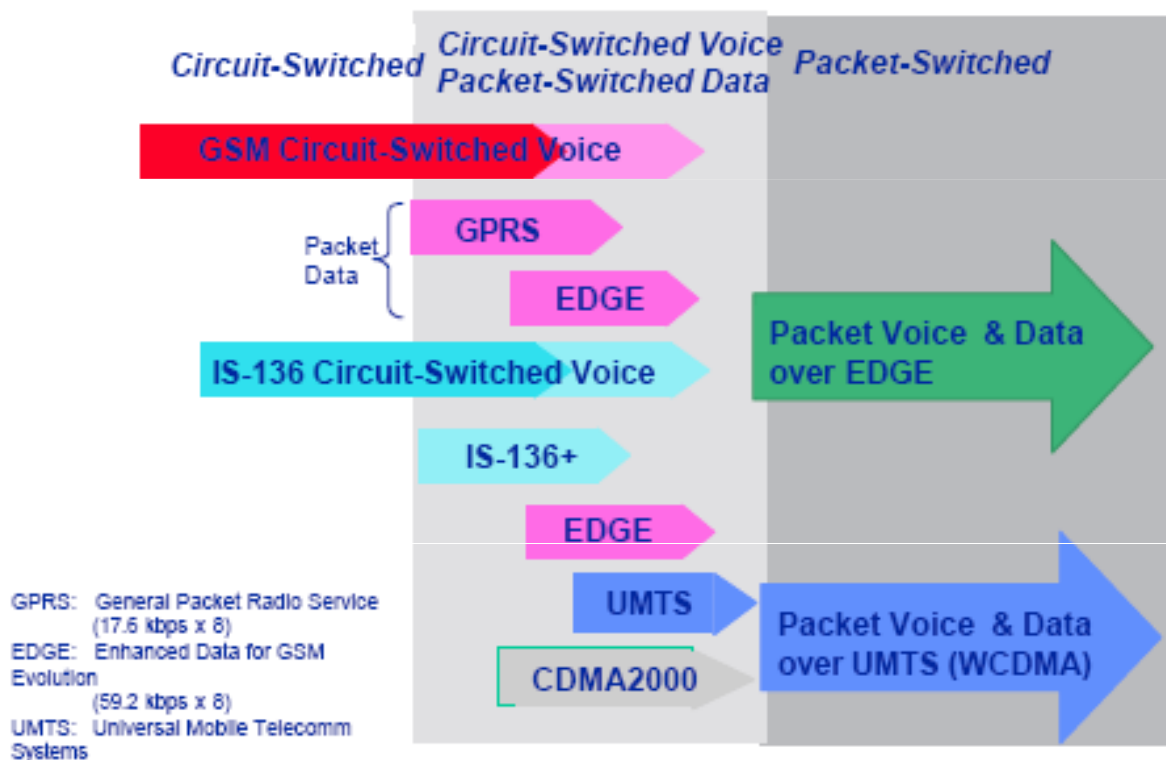 Circuit-Switched
Circuit-Switched Voice
Packet-Switched Data
Packet-Switched
GSM Circuit-Switched Voice
GPRS
Packet
Data
EDGE
Packet Voice & Data
over EDGE
IS-136 Circuit-Switched Voice
IS-136+
EDGE
UMTS
Packet Voice & Data
over UMTS (WCDMA)
CDMA2000
GPRS: General Packet Radio Service
(17.6 kbps x 8)
EDGE: Enhanced Data for GSM
Evolution
(59.2 kbps x 8)
UMTS: Universal Mobile Telecomm
Systems